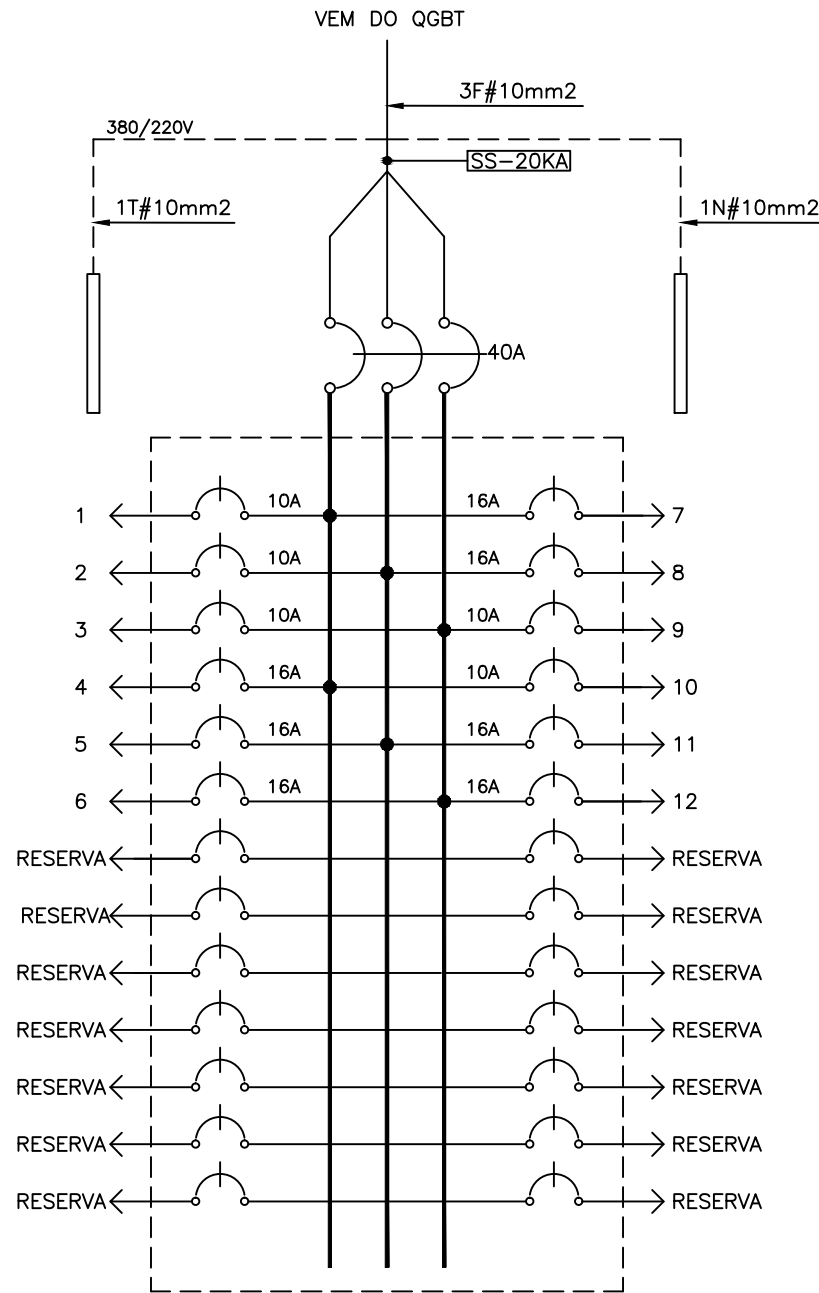 VEM DO QGBT
3F#10mm2
380/220V
SS-20KA
1T#10mm2
1N#10mm2
40A
1 10A 16A 7
2 10A 16A 8
3 10A 10A 9
4 16A 10A 10
5 16A 16A 11
6 16A 16A 12
RESERVA RESERVA
RESERVA RESERVA
RESERVA RESERVA
RESERVA RESERVA
RESERVA RESERVA
RESERVA RESERVA
RESERVA RESERVA